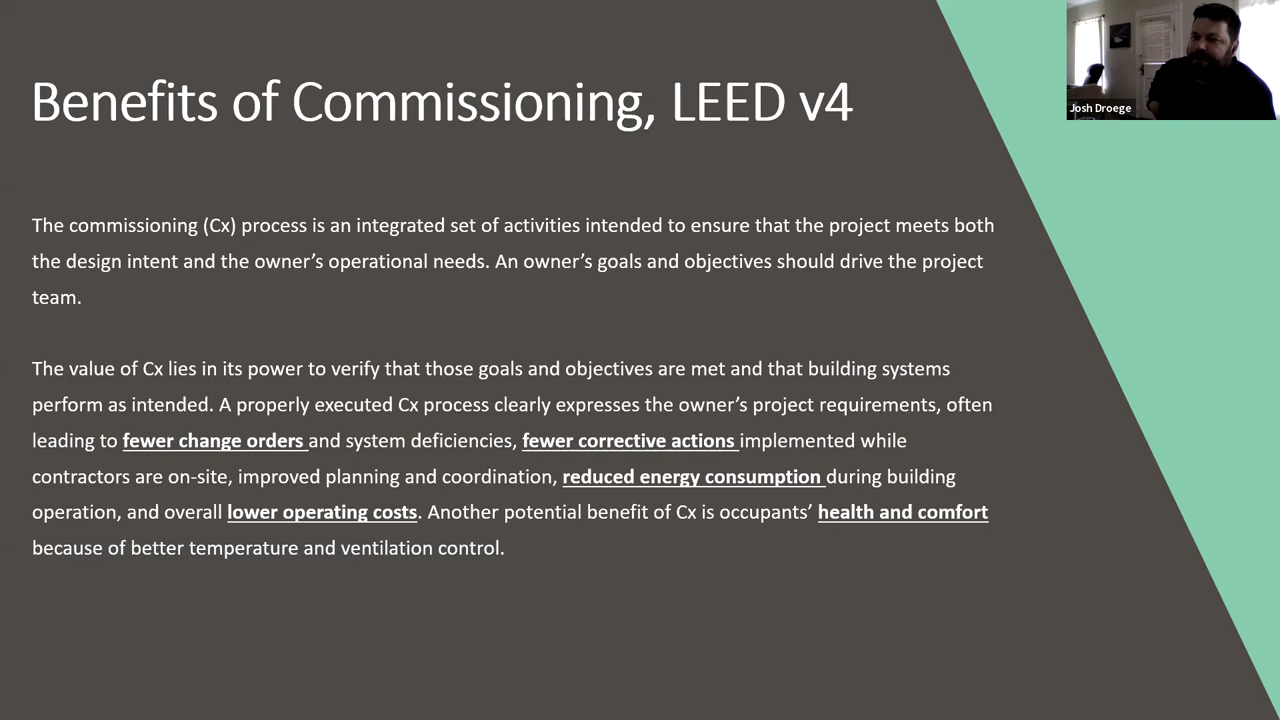 Benefits of Commissioning, LEED v4
Josh Droege
The commissioning (Cx) process is an integrated set of activities intended to ensure that the project meets both
the design intent and the owner’s operational needs. An owner’s goals and objectives should drive the project
team.
The value of Cx lies in its power to verify that those goals and objectives are met and that building systems
perform as intended. A properly executed Cx process clearly expresses the owner’s project requirements, often
leading to fewer change orders and system deficiencies, fewer corrective actions implemented while
contractors are on-site, improved planning and coordination, reduced energy consumption during building
operation, and overall lower operating costs. Another potential benefit of Cx is occupants’ health and comfort
because of better temperature and ventilation control.